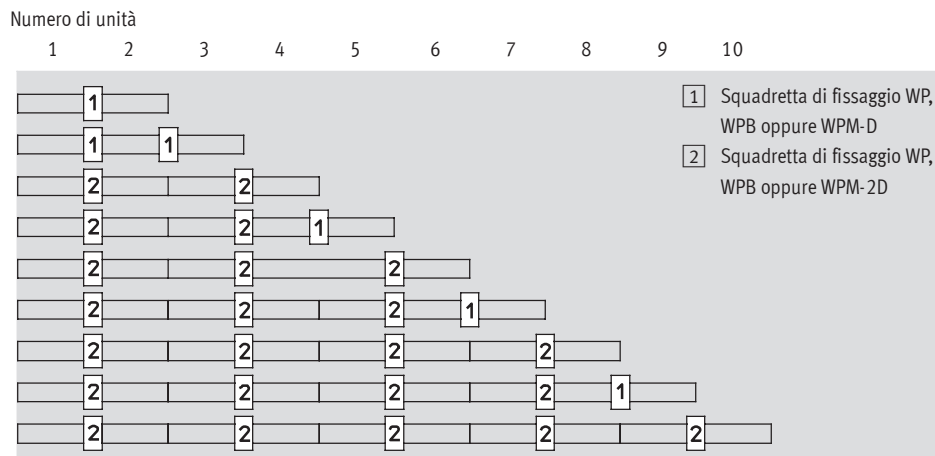 Numero di unità
1 2 3 4 5 6 7 8 9 10
1 Squadretta di fissaggio WP,
WPB oppure WPM-D
2 Squadretta di fissaggio WP,
WPB oppure WPM-2D
1
1 1
2 2
2 2 1
2 2 2
2 2 2 1
2 2 2 2
2 2 2 2 1
2 2 2 2 2